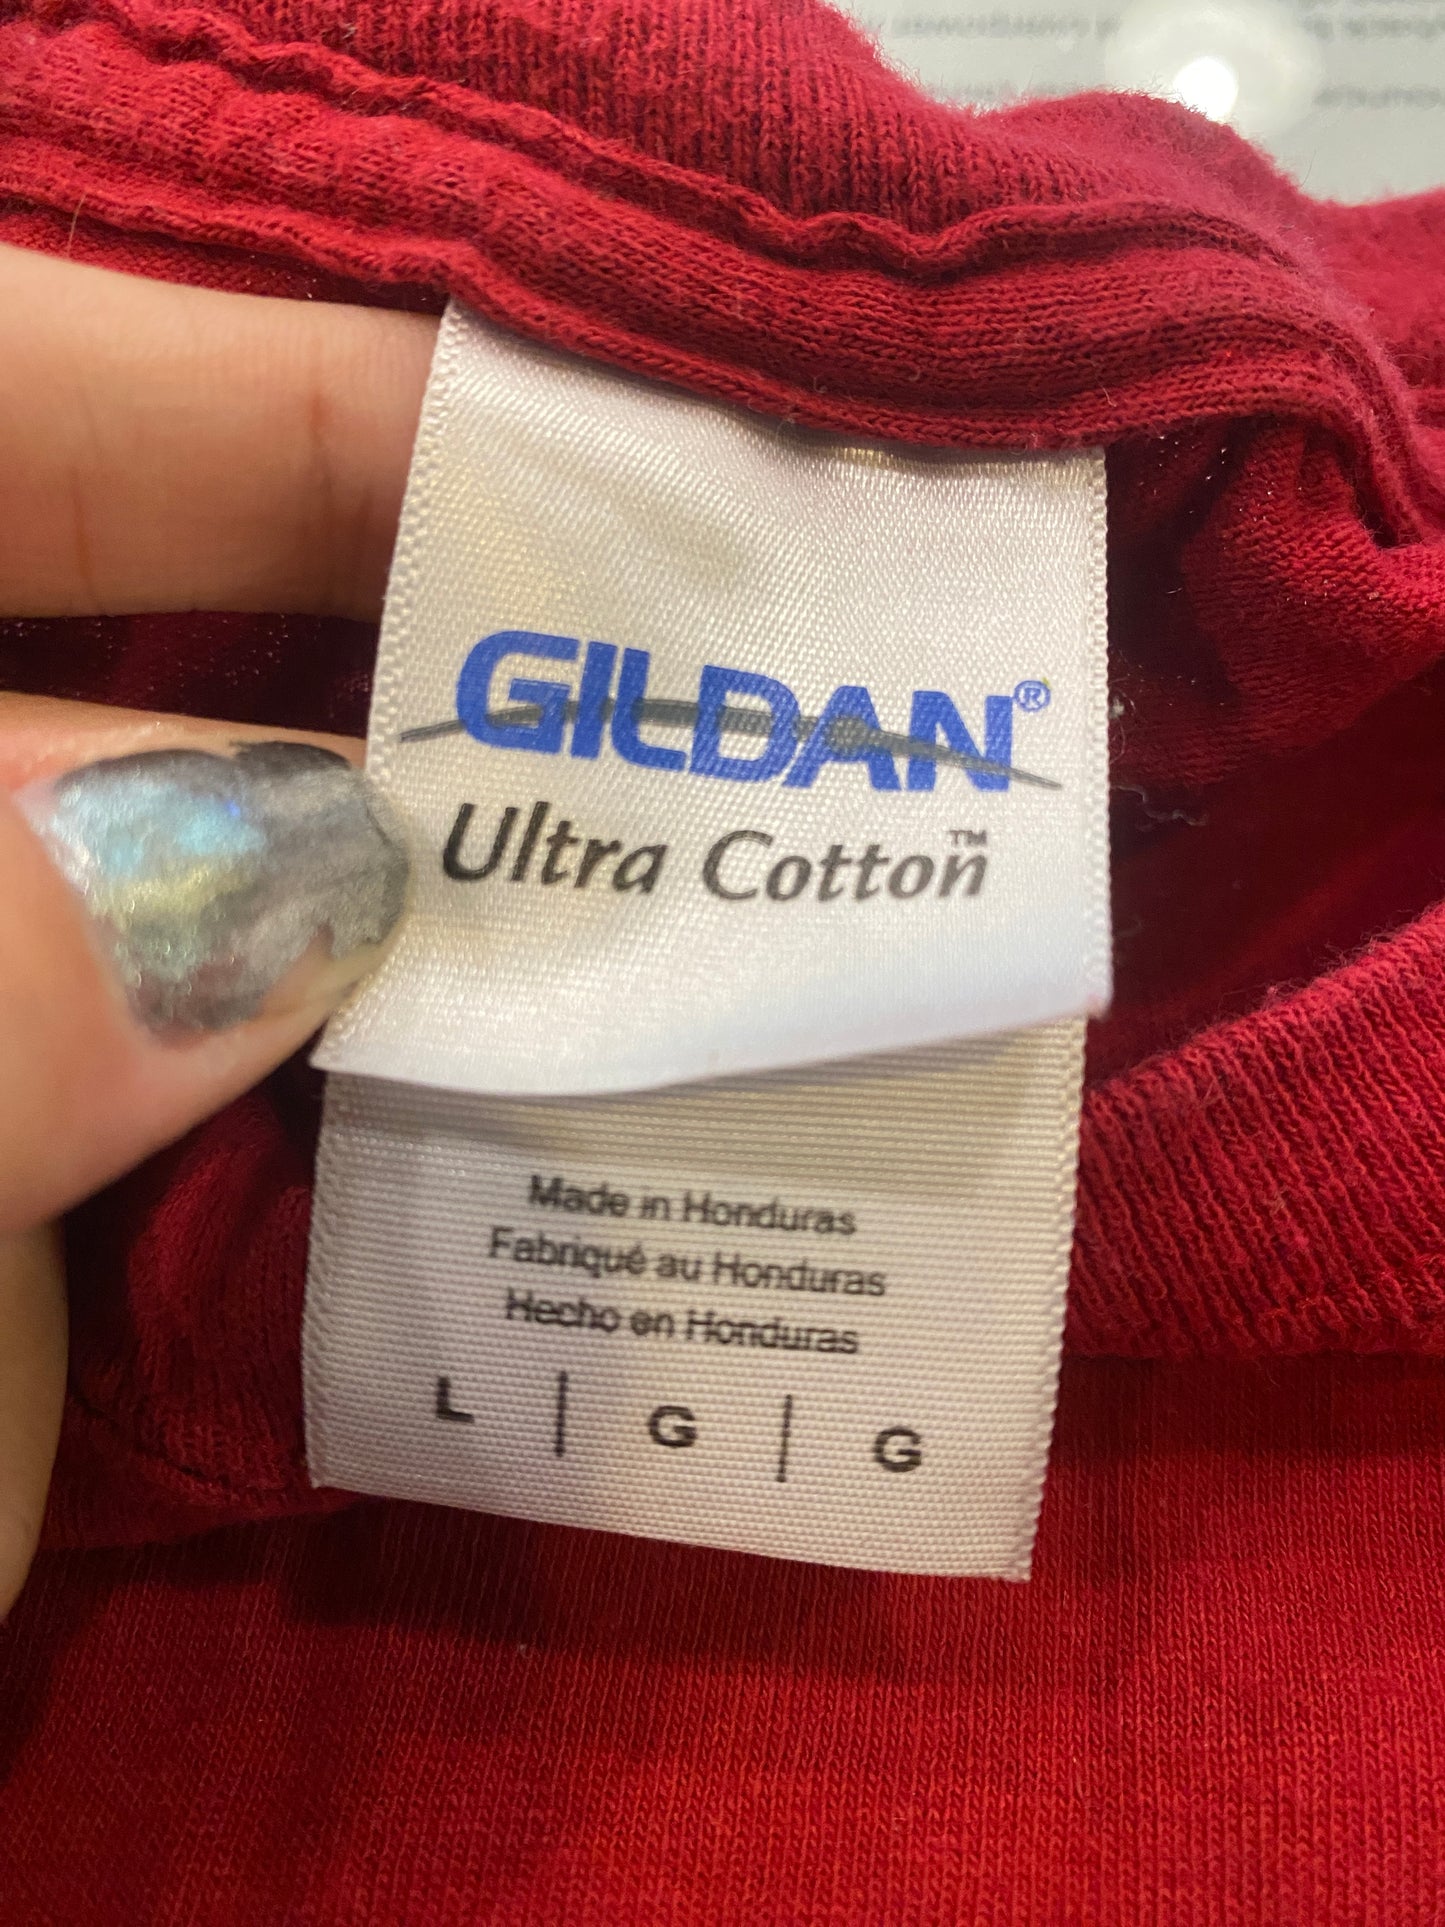 GILDAN®
Ultra Cotton™
Made in Honduras
Fabriqué au Honduras
Hecho en Honduras
L | G | G